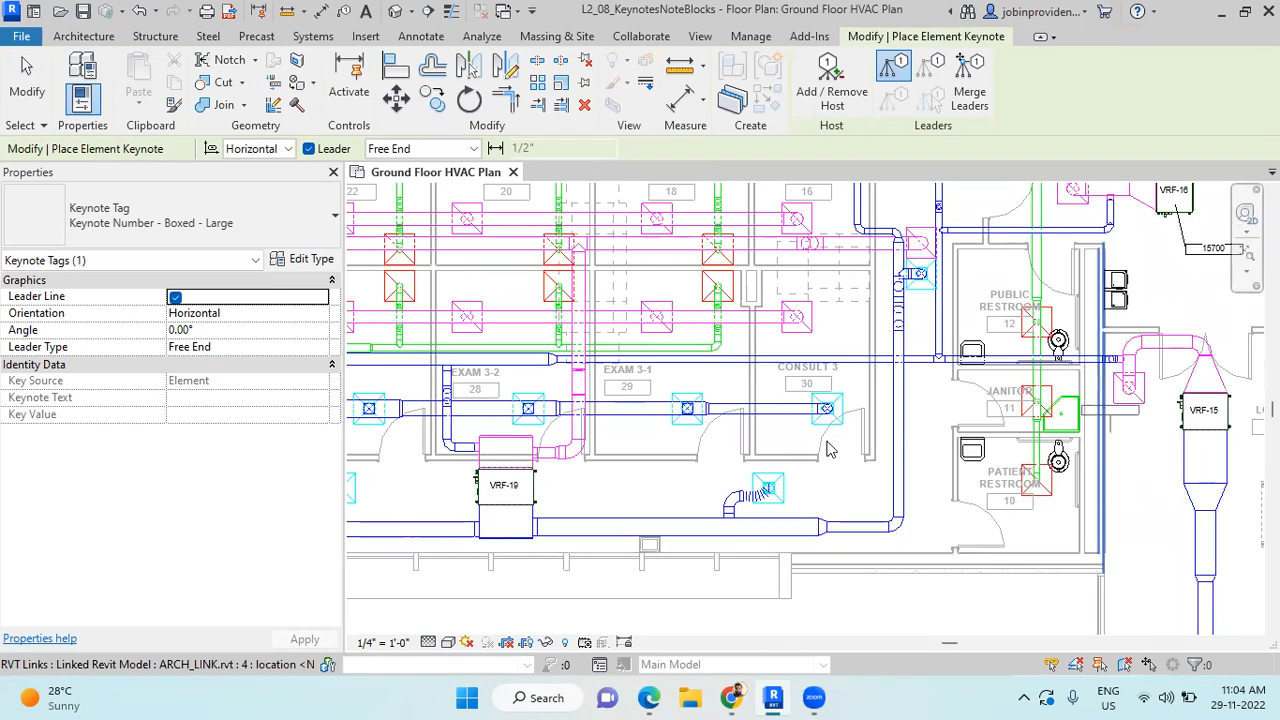 L2_08_KeynotesNoteBlocks - Floor Plan: Ground Floor HVAC Plan
jobinproviden...
File Architecture Structure Steel Precast Systems Insert Annotate Analyze Massing & Site Collaborate View Manage Add-Ins Modify | Place Element Keynote
Modify
Paste
Notch
Cut
Join
Activate
Add / Remove
Host
Merge
Leaders
Select Properties Clipboard Geometry Controls Modify View Measure Create Host Leaders
Modify | Place Element Keynote Horizontal Leader Free End 1/2"
Properties
Ground Floor HVAC Plan
Keynote Tag
Keynote Number - Boxed - Large
Keynote Tags (1) Edit Type
Graphics
Leader Line
Orientation Horizontal
Angle 0.00°
Leader Type Free End
Identity Data
Key Source Element
Keynote Text
Key Value
Properties help Apply
22 20 18 16
VRF-16
15700
2D
PUBLIC
RESTROOM
12
EXAM 3-2
28
EXAM 3-1
29
CONSULT 3
30
JANITO
11
VRF-15
VRF-19
PATIENT
RESTROOM
10
1/4" = 1'-0"
RVT Links : Linked Revit Model : ARCH_LINK.rvt : 4 : location <N :0 Main Model :0
28°C
Sunny
Search
ENG
US
11:04 AM
29-11-2022